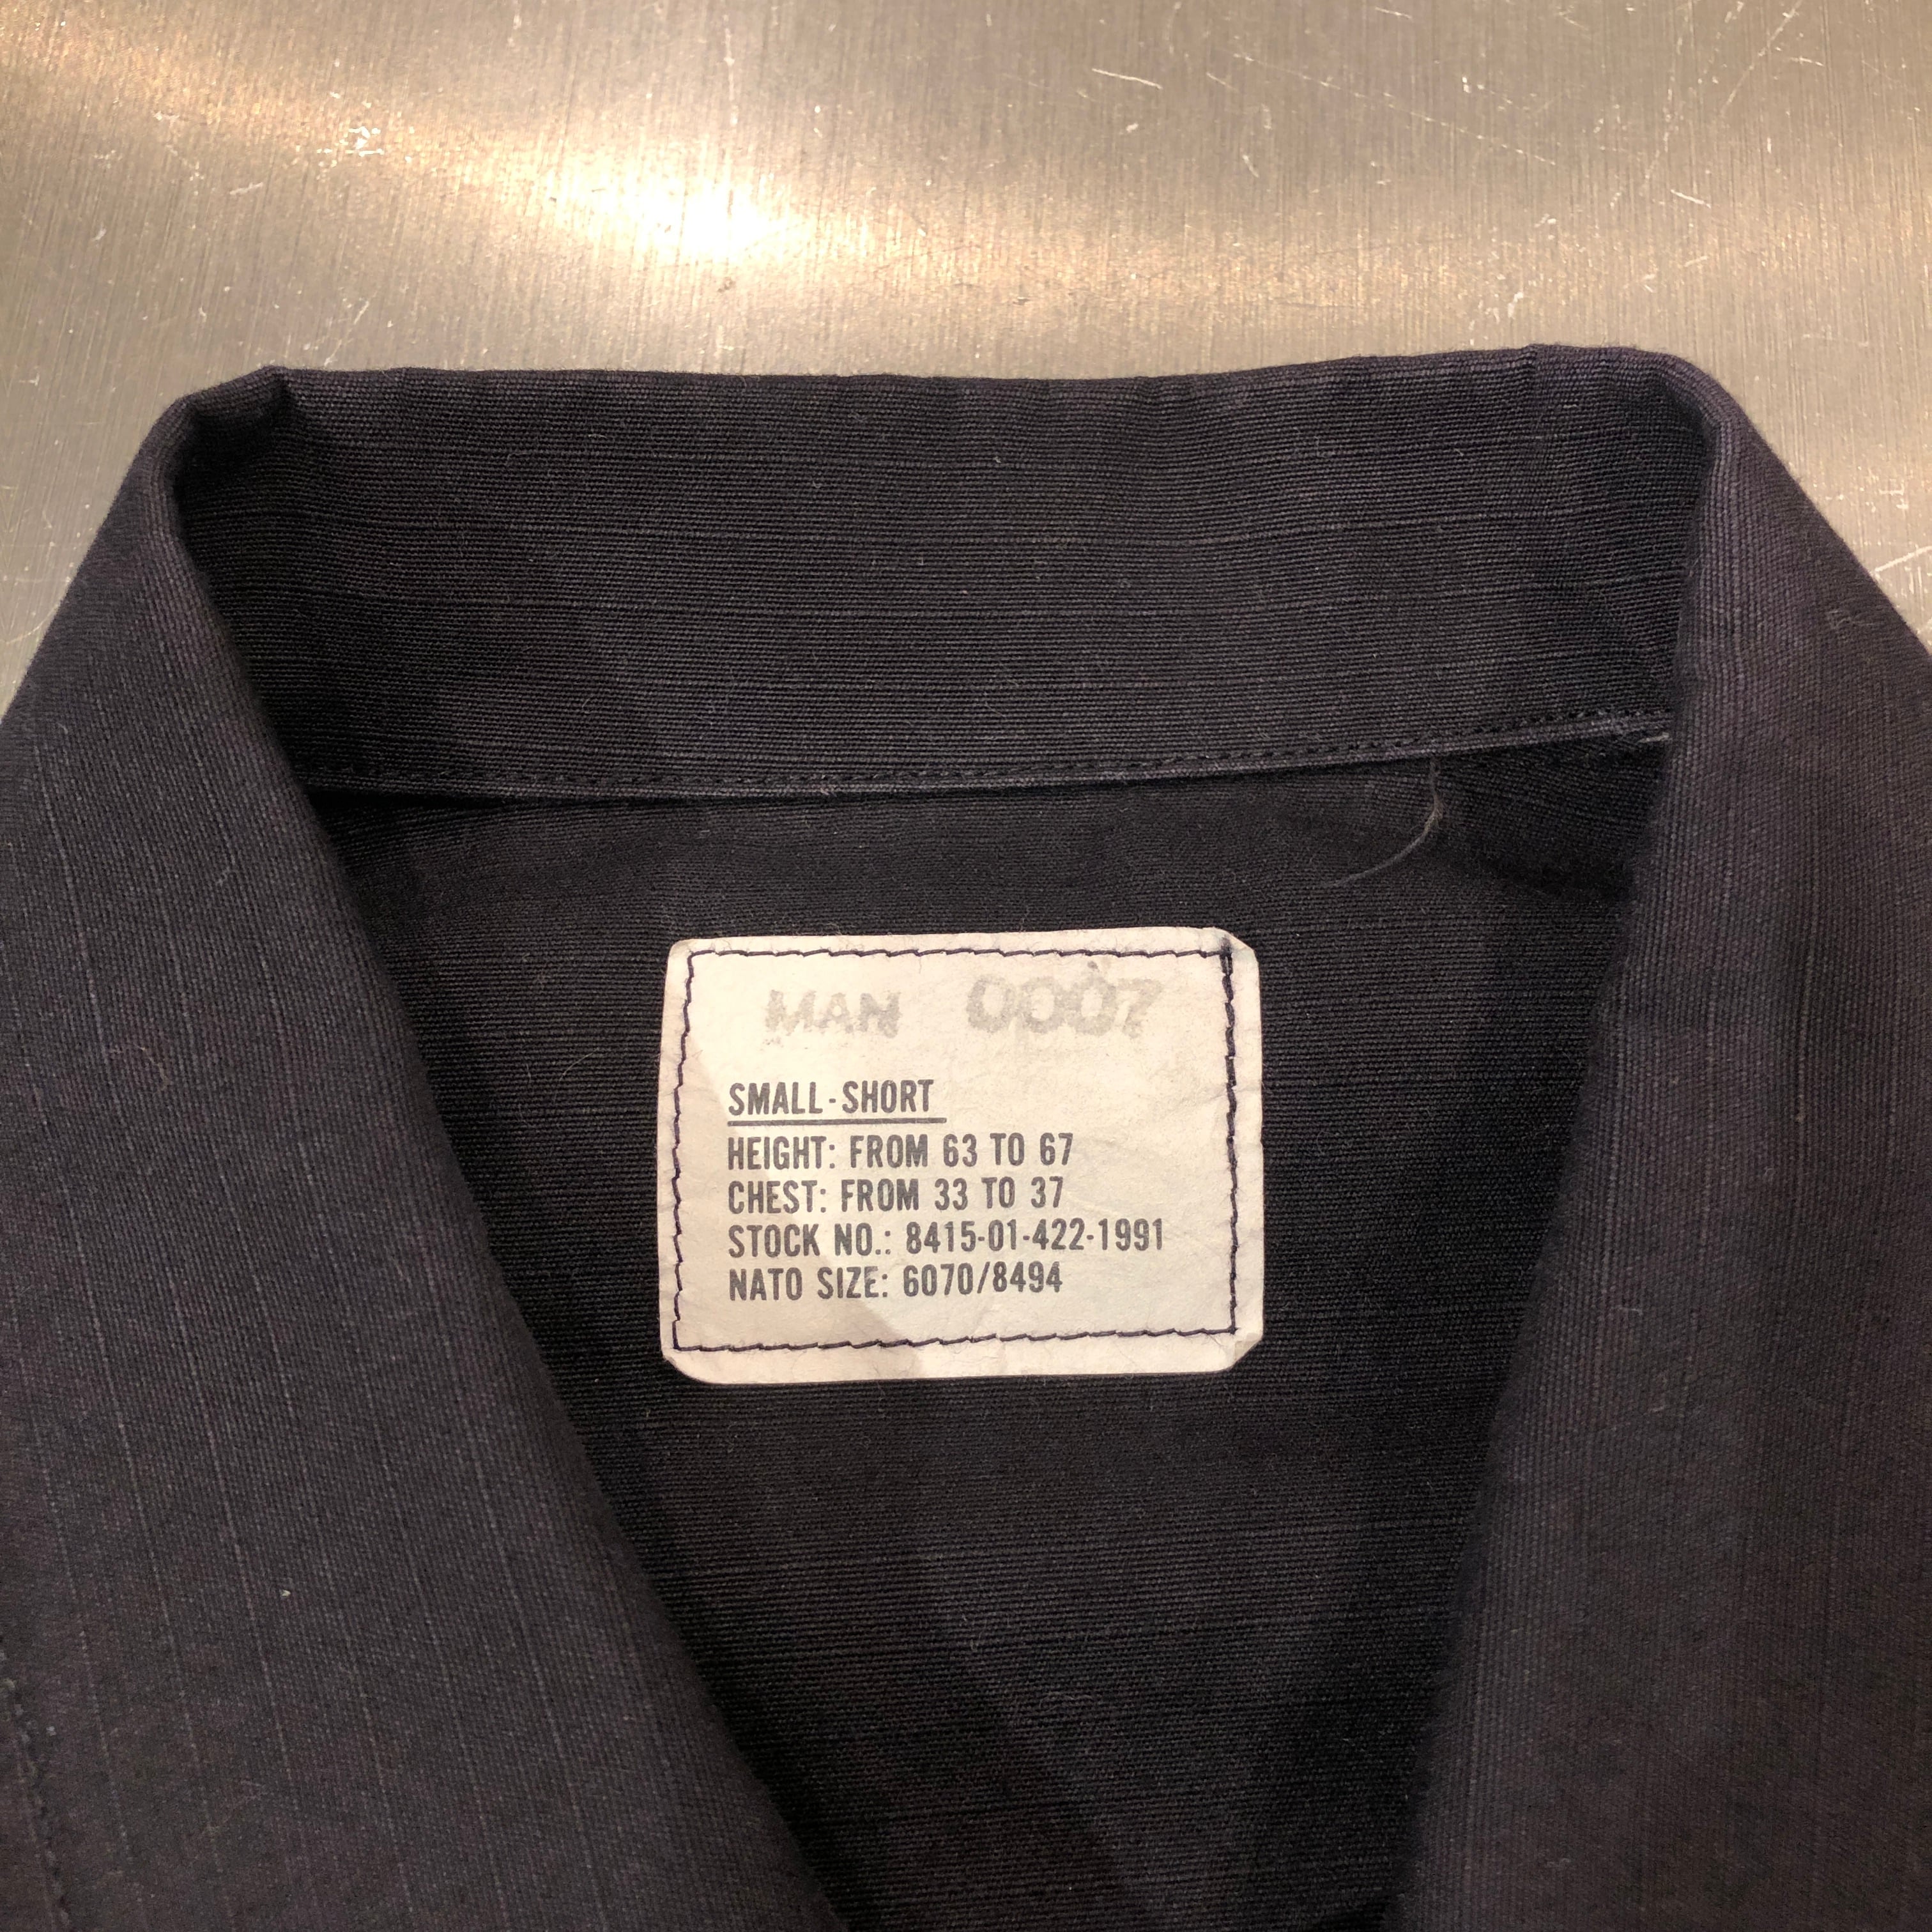 MAN 0007
SMALL-SHORT
HEIGHT: FROM 63 TO 67
CHEST: FROM 33 TO 37
STOCK NO.: 8415-01-422-1991
NATO SIZE: 6070/8494